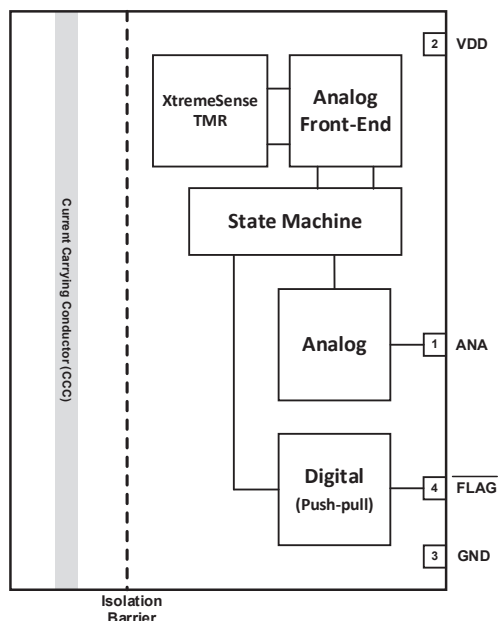 2 VDD
XtremeSense
TMR
Analog
Front-End
Current Carrying Conductor (CCC)
State Machine
Analog
1 ANA
Digital
(Push-pull)
4 FLAG
3 GND
Isolation
Barrier